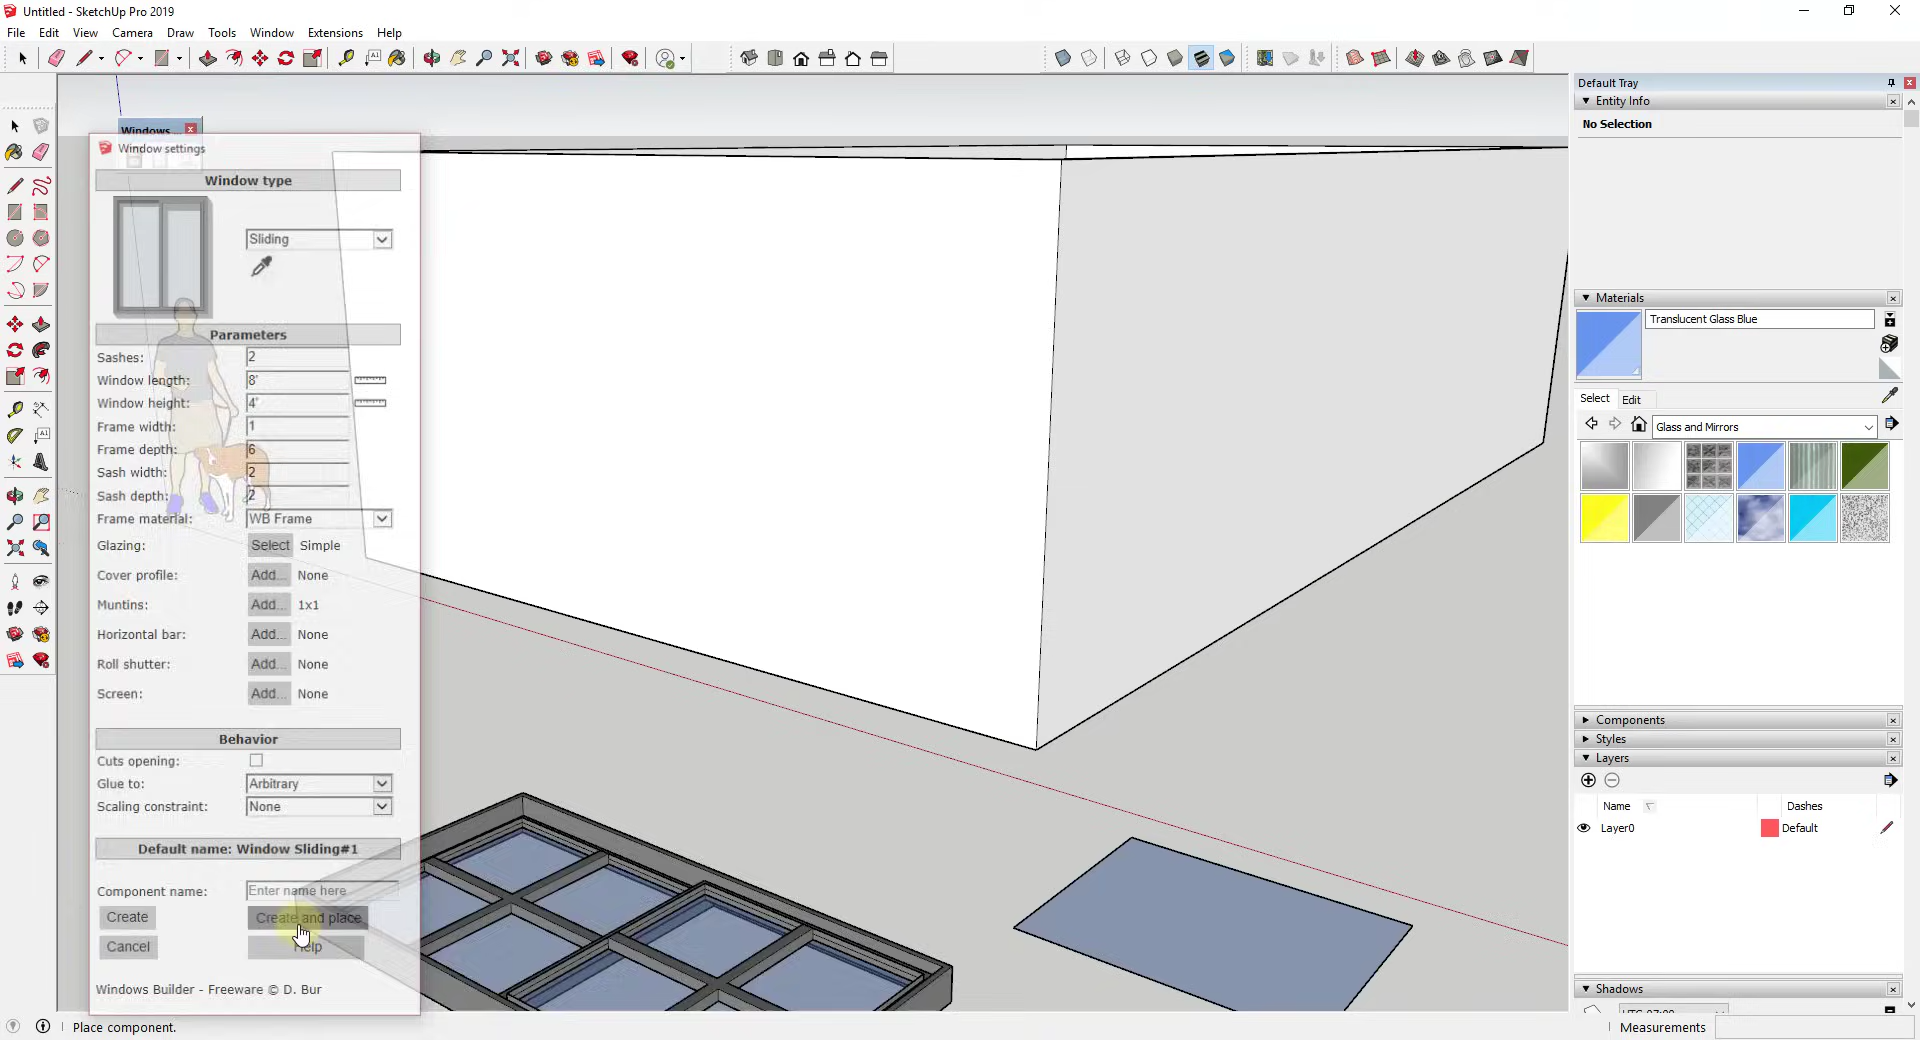 Untitled - SketchUp Pro 2019
File Edit View Camera Draw Tools Window Extensions Help
Default Tray
Entity Info
No Selection
Windows ...
Window settings
Window type
Sliding
Parameters
Sashes: 2
Window length: 8'
Window height: 4'
Frame width: 1
Frame depth: 6
Sash width: 2
Sash depth: 2
Frame material: WB Frame
Glazing: Select Simple
Cover profile: Add... None
Muntins: Add... 1x1
Horizontal bar: Add... None
Roll shutter: Add... None
Screen: Add... None
Behavior
Cuts opening:
Glue to: Arbitrary
Scaling constraint: None
Default name: Window Sliding#1
Component name: Enter name here
Create Create and place
Cancel Help
Windows Builder - Freeware © D. Bur
Materials
Translucent Glass Blue
Select Edit
Glass and Mirrors
Components
Styles
Layers
Name Dashes
Layer0 Default
Shadows
Place component.
Measurements